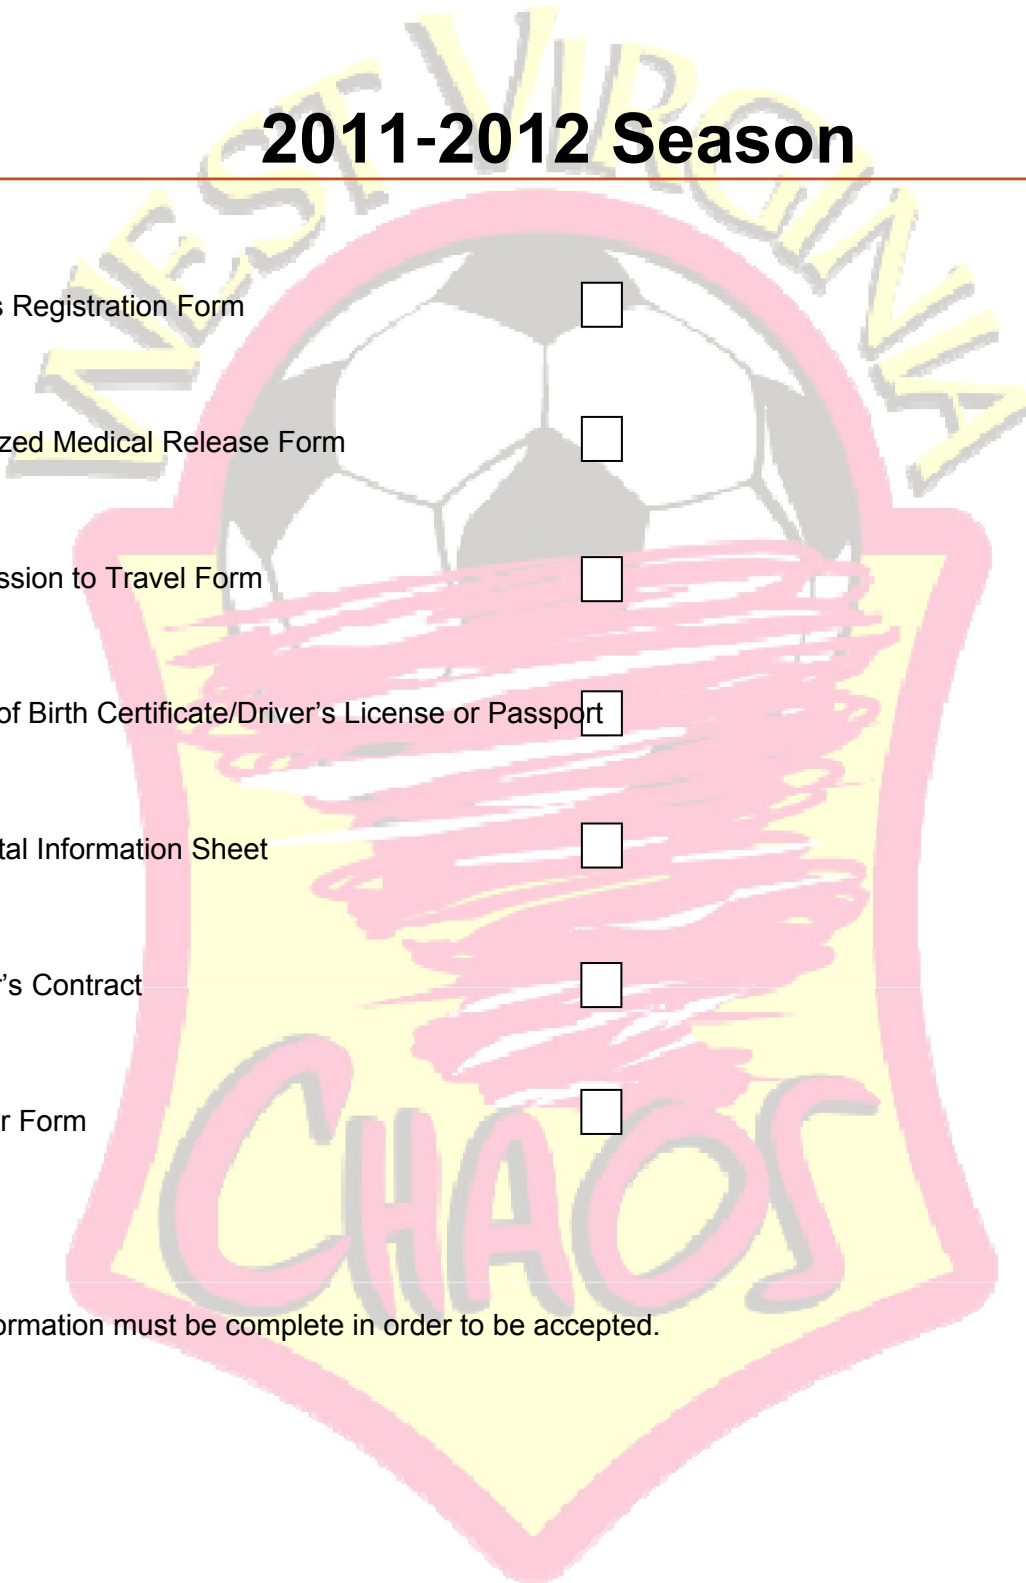 WEST VIRGINIA
2011-2012 Season
s Registration Form
zed Medical Release Form
ssion to Travel Form
of Birth Certificate/Driver’s License or Passport
tal Information Sheet
r’s Contract
r Form
CHAOS
ormation must be complete in order to be accepted.